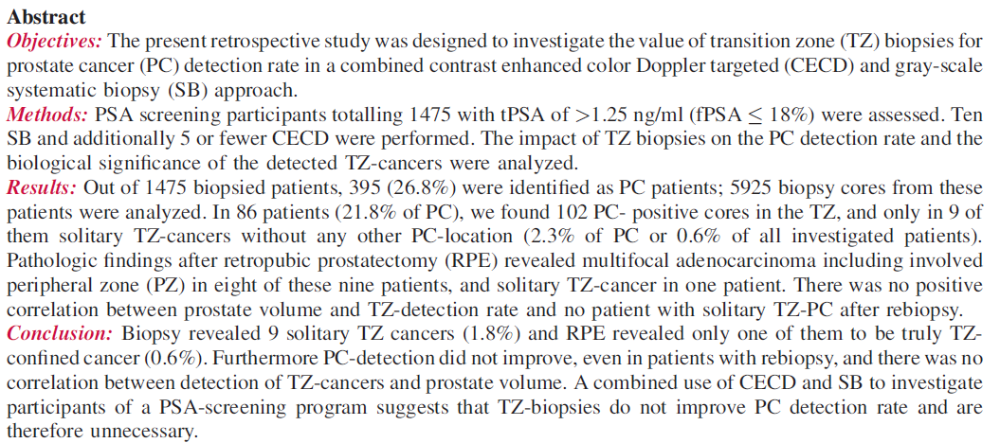 Abstract
Objectives: The present retrospective study was designed to investigate the value of transition zone (TZ) biopsies for
prostate cancer (PC) detection rate in a combined contrast enhanced color Doppler targeted (CECD) and gray-scale
systematic biopsy (SB) approach.
Methods: PSA screening participants totalling 1475 with tPSA of >1.25 ng/ml (fPSA ≤ 18%) were assessed. Ten
SB and additionally 5 or fewer CECD were performed. The impact of TZ biopsies on the PC detection rate and the
biological significance of the detected TZ-cancers were analyzed.
Results: Out of 1475 biopsied patients, 395 (26.8%) were identified as PC patients; 5925 biopsy cores from these
patients were analyzed. In 86 patients (21.8% of PC), we found 102 PC- positive cores in the TZ, and only in 9 of
them solitary TZ-cancers without any other PC-location (2.3% of PC or 0.6% of all investigated patients).
Pathologic findings after retropubic prostatectomy (RPE) revealed multifocal adenocarcinoma including involved
peripheral zone (PZ) in eight of these nine patients, and solitary TZ-cancer in one patient. There was no positive
correlation between prostate volume and TZ-detection rate and no patient with solitary TZ-PC after rebiopsy.
Conclusion: Biopsy revealed 9 solitary TZ cancers (1.8%) and RPE revealed only one of them to be truly TZ-
confined cancer (0.6%). Furthermore PC-detection did not improve, even in patients with rebiopsy, and there was no
correlation between detection of TZ-cancers and prostate volume. A combined use of CECD and SB to investigate
participants of a PSA-screening program suggests that TZ-biopsies do not improve PC detection rate and are
therefore unnecessary.